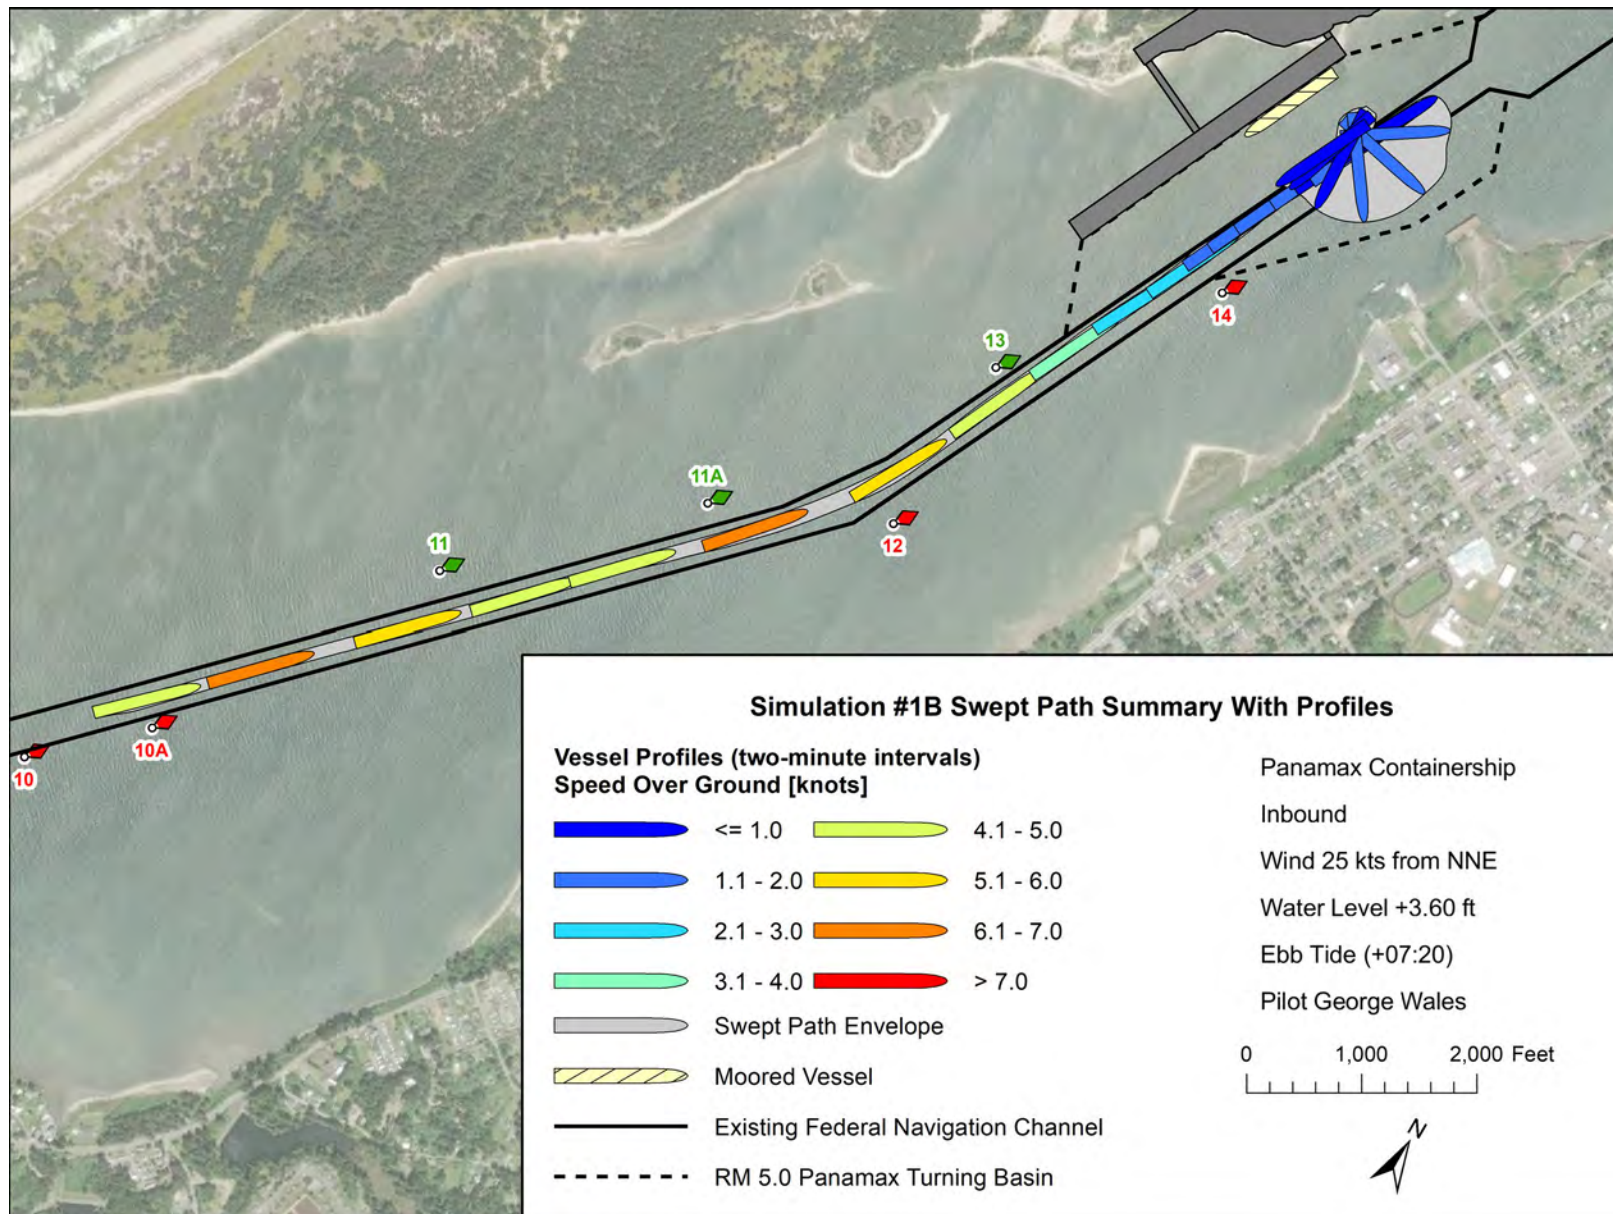 14
13
11A
12
11
10A
10
Simulation #1B Swept Path Summary With Profiles
Vessel Profiles (two-minute intervals)
Speed Over Ground [knots]
<= 1.0
4.1 - 5.0
1.1 - 2.0
5.1 - 6.0
2.1 - 3.0
6.1 - 7.0
3.1 - 4.0
> 7.0
Swept Path Envelope
Moored Vessel
Existing Federal Navigation Channel
RM 5.0 Panamax Turning Basin
Panamax Containership
Inbound
Wind 25 kts from NNE
Water Level +3.60 ft
Ebb Tide (+07:20)
Pilot George Wales
0 1,000 2,000 Feet
N